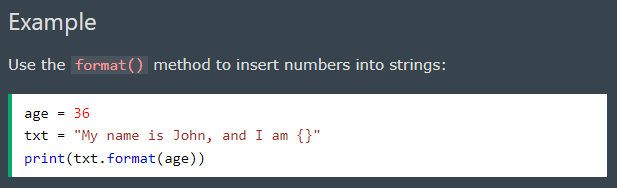 Example
Use the format() method to insert numbers into strings:
age = 36
txt = "My name is John, and I am {}"
print(txt.format(age))